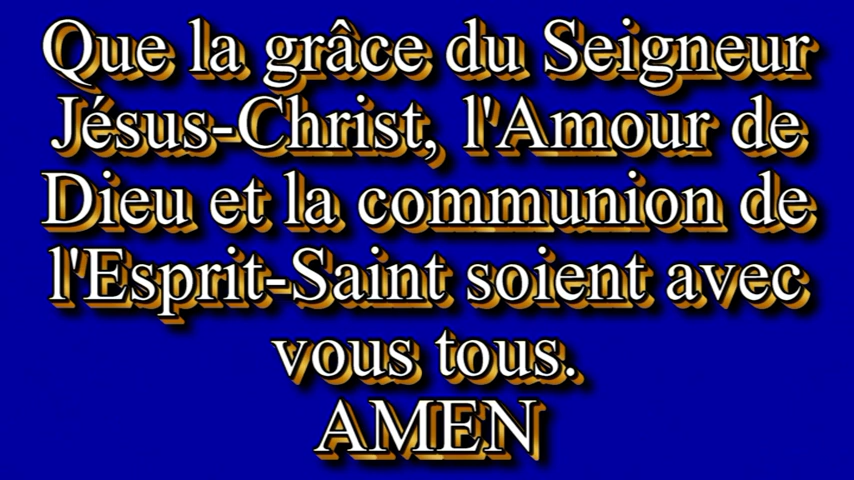 Que la grâce du Seigneur
Jésus-Christ, l'Amour de
Dieu et la communion de
l'Esprit-Saint soient avec
vous tous.
AMEN